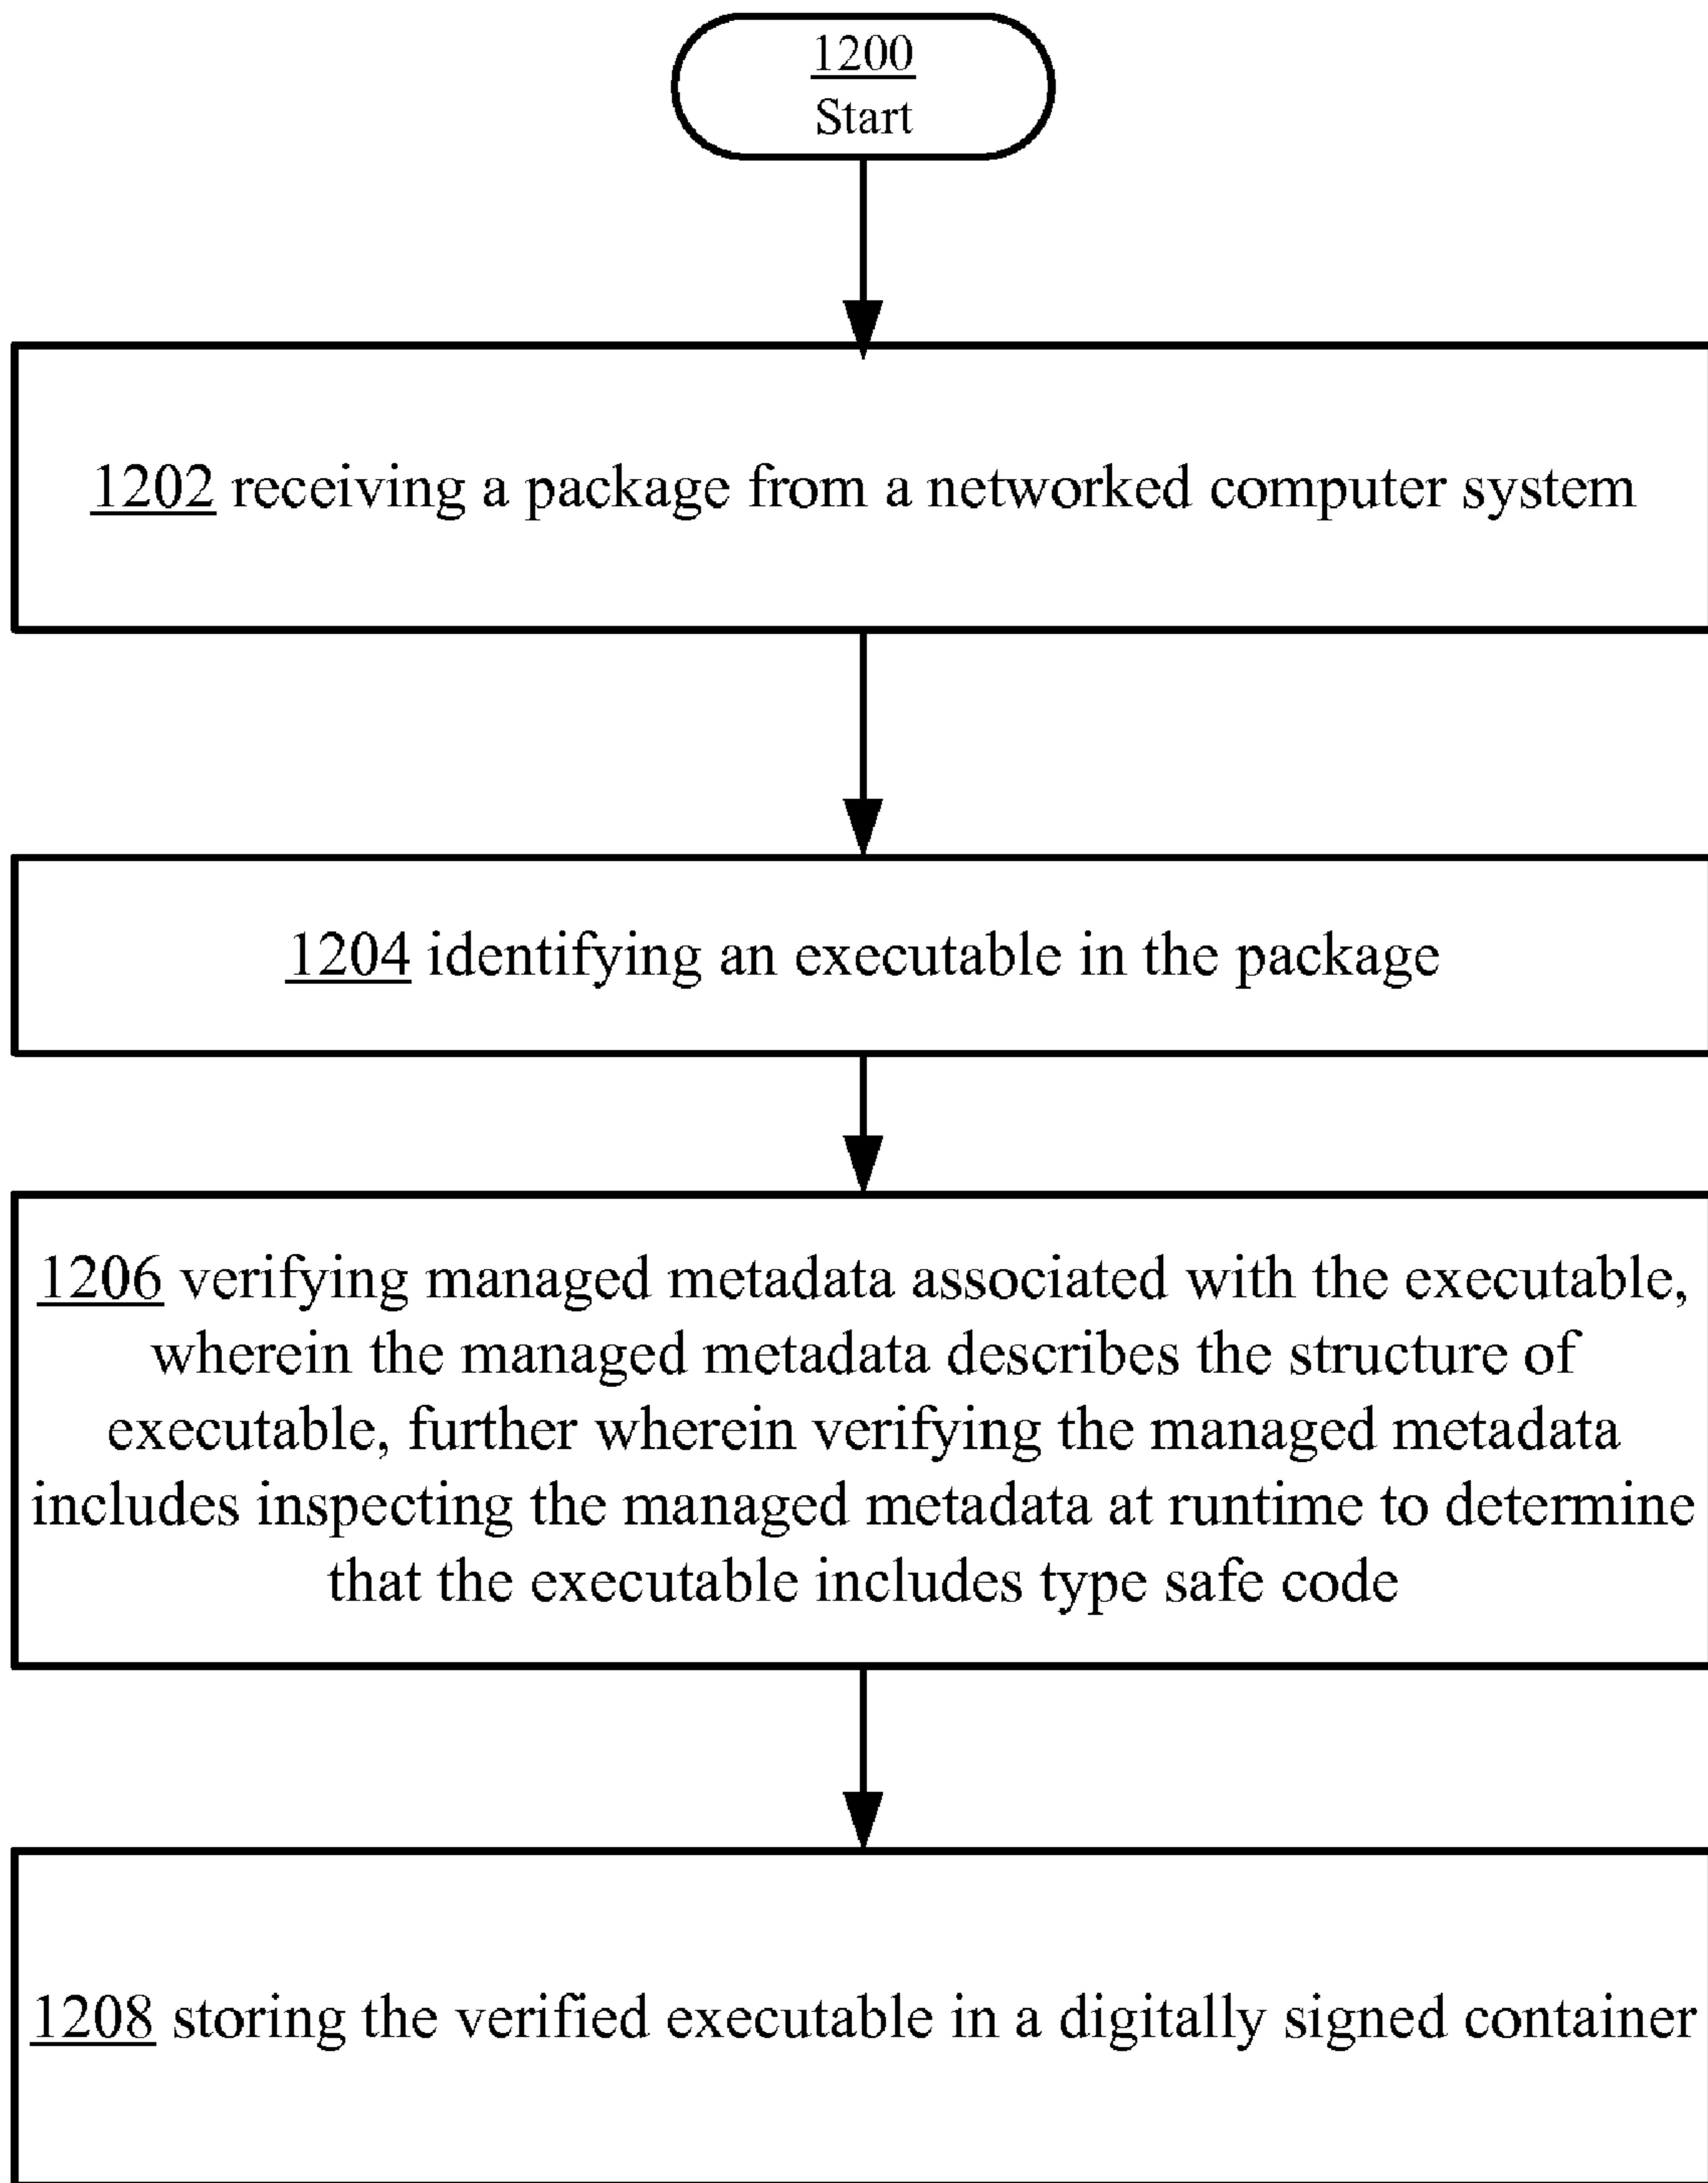 1200
Start
1202 receiving a package from a networked computer system
1204 identifying an executable in the package
1206 verifying managed metadata associated with the executable,
wherein the managed metadata describes the structure of
executable, further wherein verifying the managed metadata
includes inspecting the managed metadata at runtime to determine
that the executable includes type safe code
1208 storing the verified executable in a digitally signed container